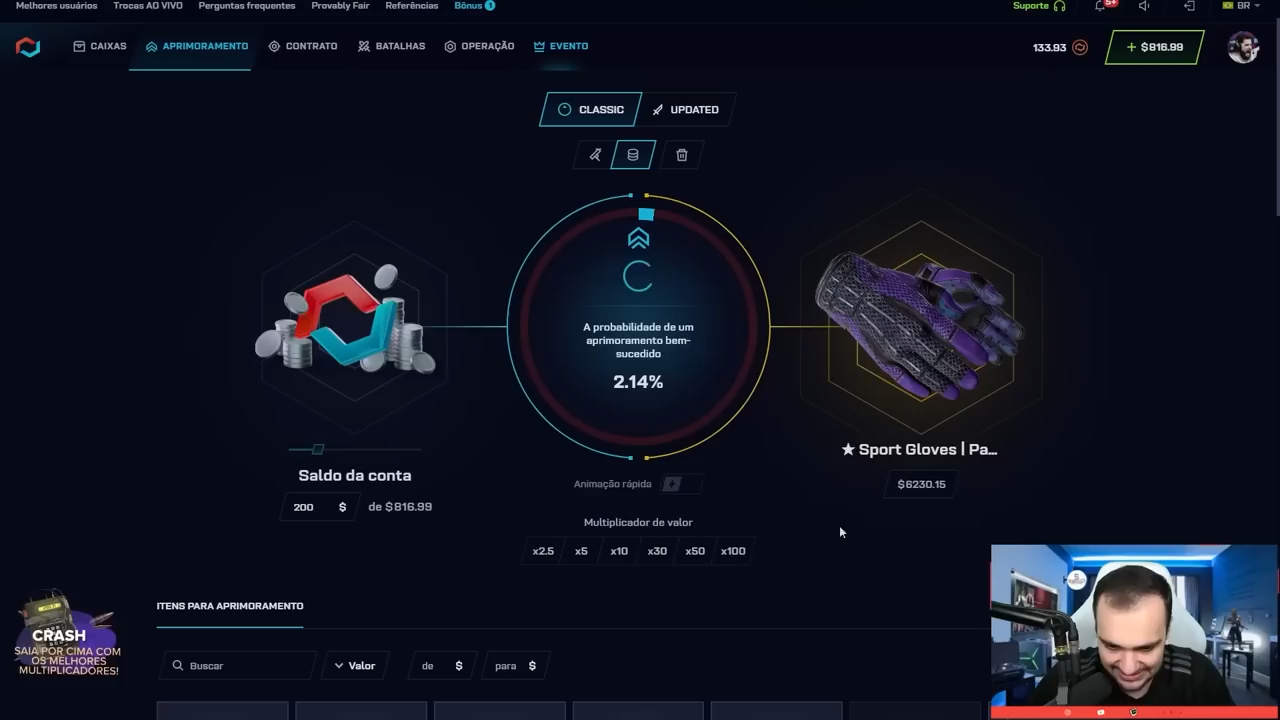 Melhores usuários Trocas AO VIVO Perguntas frequentes Provably Fair Referências Bônus 1 Suporte 5+ BR
CAIXAS APRIMORAMENTO CONTRATO BATALHAS OPERAÇÃO EVENTO 133.93 + $816.99
CLASSIC UPDATED
A probabilidade de um
aprimoramento bem-
sucedido
2.14%
★ Sport Gloves | Pa...
$6230.15
Saldo da conta
200 $ de $816.99
Animação rápida
Multiplicador de valor
x2.5 x5 x10 x30 x50 x100
ITENS PARA APRIMORAMENTO
Buscar Valor de $ para $
CRASH
SAIA POR CIMA COM
OS MELHORES
MULTIPLICADORES!